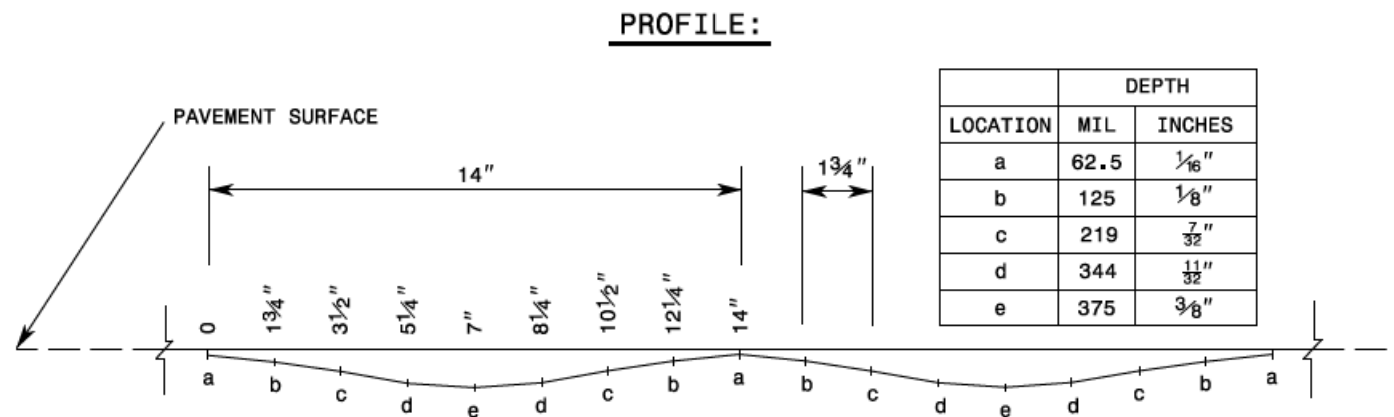 PROFILE:
PAVEMENT SURFACE
14″
1¾″
0
1¾″
3½″
5¼″
7″
8¼″
10½″
12¼″
14″
a b c d e d c b a b c d e d c b a
DEPTH
LOCATION MIL INCHES
a 62.5 1/16″
b 125 1/8″
c 219 7/32″
d 344 11/32″
e 375 3/8″